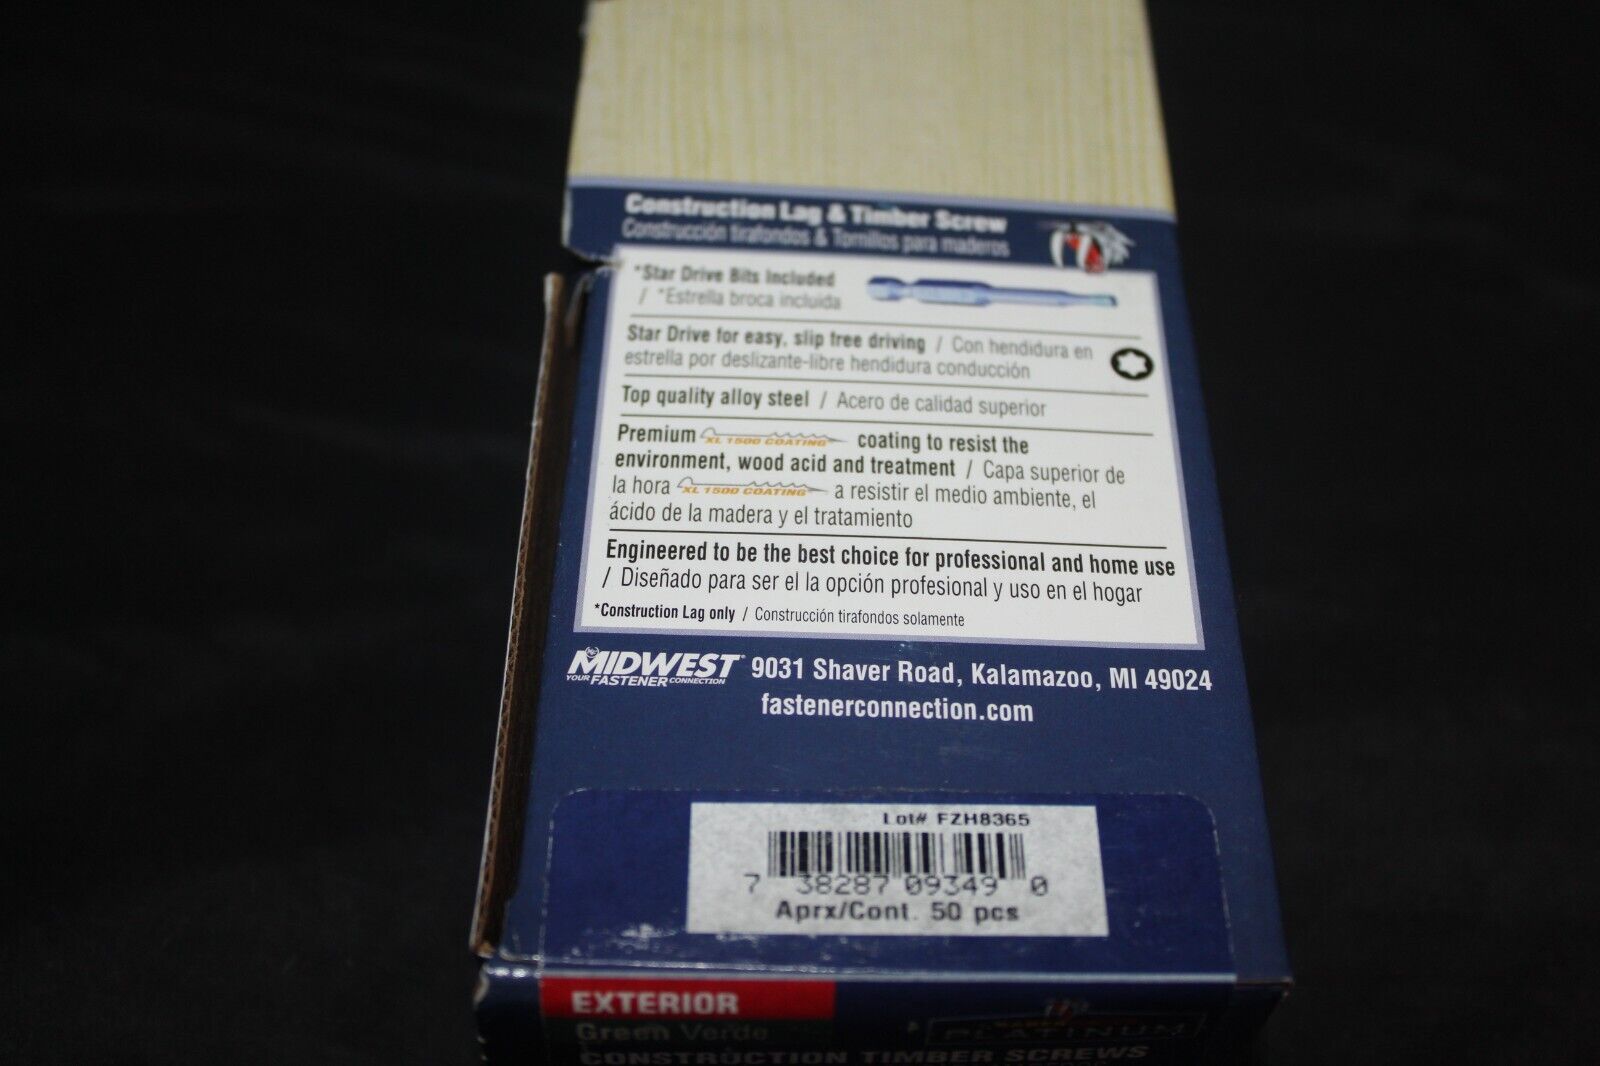 Construction Lag & Timber Screw
Construcción tirafondos & Tornillos para maderos
*Star Drive Bits Included
/ *Estrella broca incluida
Star Drive for easy, slip free driving / Con hendidura en
estrella por deslizante-libre hendidura conducción
Top quality alloy steel / Acero de calidad superior
Premium XL 1500 COATING coating to resist the
environment, wood acid and treatment / Capa superior de
la hora XL 1500 COATING a resistir el medio ambiente, el
ácido de la madera y el tratamiento
Engineered to be the best choice for professional and home use
/ Diseñado para ser el la opción profesional y uso en el hogar
*Construction Lag only / Construcción tirafondos solamente
MIDWEST 9031 Shaver Road, Kalamazoo, MI 49024
YOUR FASTENER CONNECTION
fastenerconnection.com
Lot# FZH8365
7 38287 09349 0
Aprx/Cont. 50 pcs
EXTERIOR
Green Verde
PLATINUM
CONSTRUCTION TIMBER SCREWS